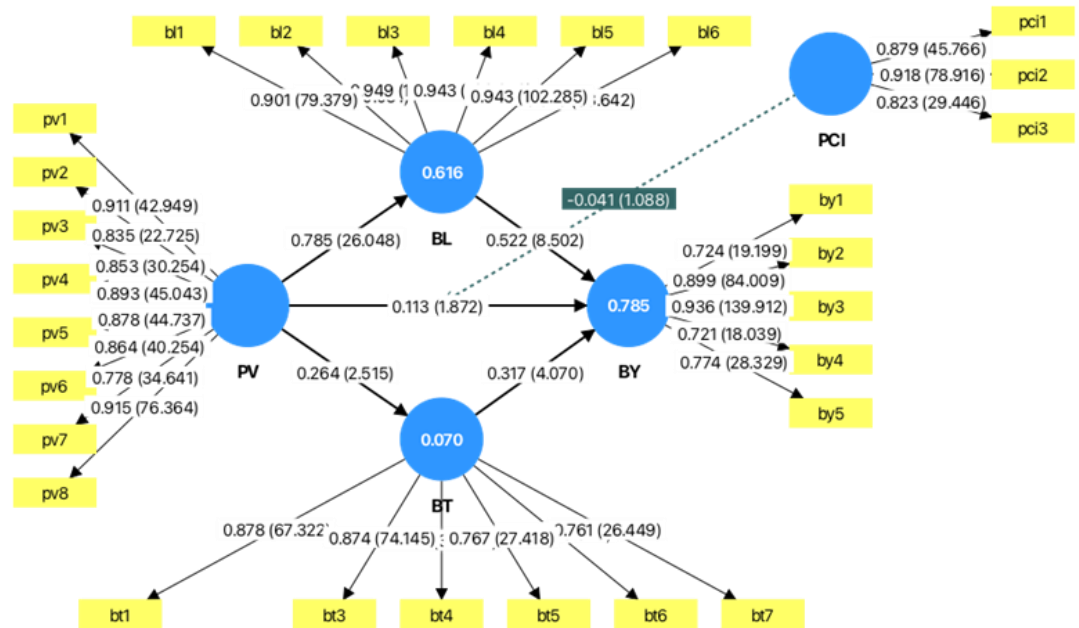 bl1 bl2 bl3 bl4 bl5 bl6
pci1
0.879 (45.766)
pci2
0.918 (78.916)
pci3
0.823 (29.446)
PCI
0.901 (79.379)
0.943 (102.285)
0.616
BL
pv1
pv2
pv3
pv4
pv5
pv6
pv7
pv8
0.911 (42.949)
0.835 (22.725)
0.853 (30.254)
0.893 (45.043)
0.878 (44.737)
0.864 (40.254)
0.778 (34.641)
0.915 (76.364)
PV
-0.041 (1.088)
0.785 (26.048)
0.522 (8.502)
0.113 (1.872)
0.264 (2.515)
0.317 (4.070)
0.785
BY
by1
by2
by3
by4
by5
0.724 (19.199)
0.899 (84.009)
0.936 (139.912)
0.721 (18.039)
0.774 (28.329)
0.070
BT
0.878 (67.322)
0.874 (74.145)
0.767 (27.418)
0.761 (26.449)
bt1 bt3 bt4 bt5 bt6 bt7